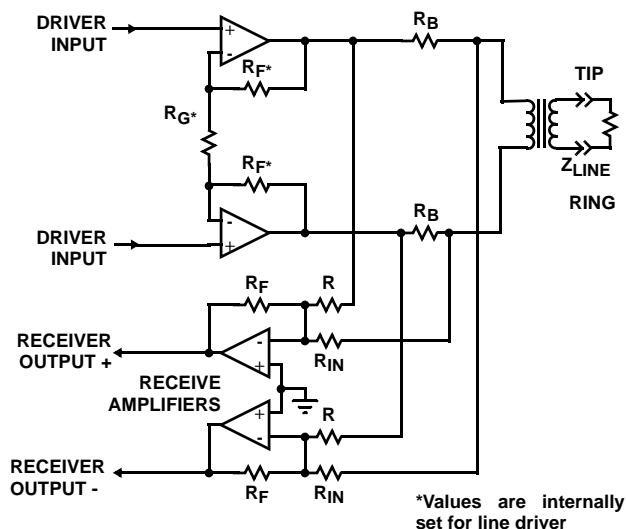 DRIVER
INPUT
+
-
RB
RF*
RG*
TIP
RF*
ZLINE
-
+
RB
RING
DRIVER
INPUT
RF
R
RECEIVER
OUTPUT +
-
+
RIN
RECEIVE
AMPLIFIERS
+
-
R
RECEIVER
OUTPUT -
RF
RIN
*Values are internally
set for line driver